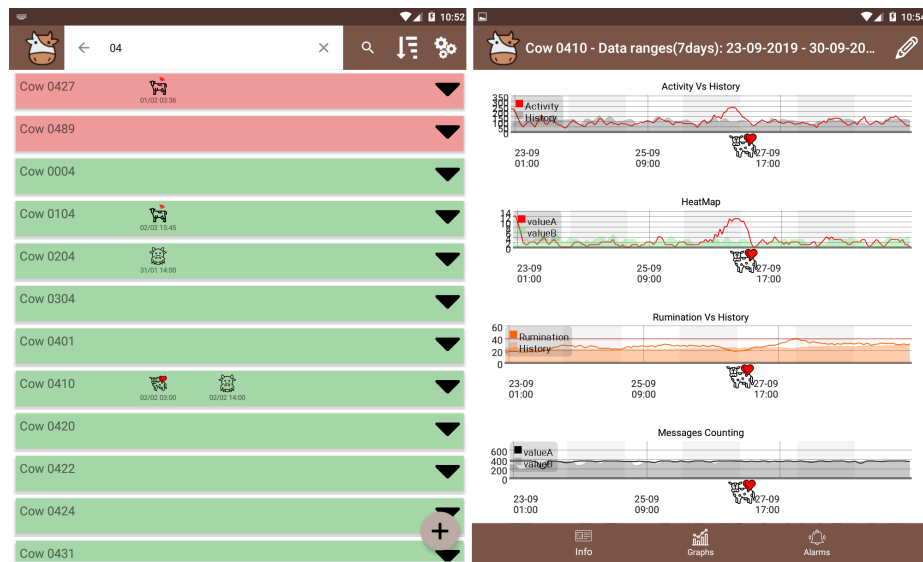 10:52
04
Cow 0427
01/02 03:36
Cow 0489
Cow 0004
Cow 0104
02/02 15:45
Cow 0204
31/01 14:00
Cow 0304
Cow 0401
Cow 0410
02/02 03:00 02/02 14:00
Cow 0420
Cow 0422
Cow 0424
Cow 0431
10:54
Cow 0410 - Data ranges(7days): 23-09-2019 - 30-09-20...
Activity Vs History
350
300
250
200
150
100
50
0
Activity
History
23-09 25-09 27-09
01:00 09:00 17:00
HeatMap
14
12
10
8
6
4
2
0
valueA
valueB
23-09 25-09 27-09
01:00 09:00 17:00
Rumination Vs History
60
40
20
0
Rumination
History
23-09 25-09 27-09
01:00 09:00 17:00
Messages Counting
600
400
200
0
valueA
valueB
23-09 25-09 27-09
01:00 09:00 17:00
Info Graphs Alarms